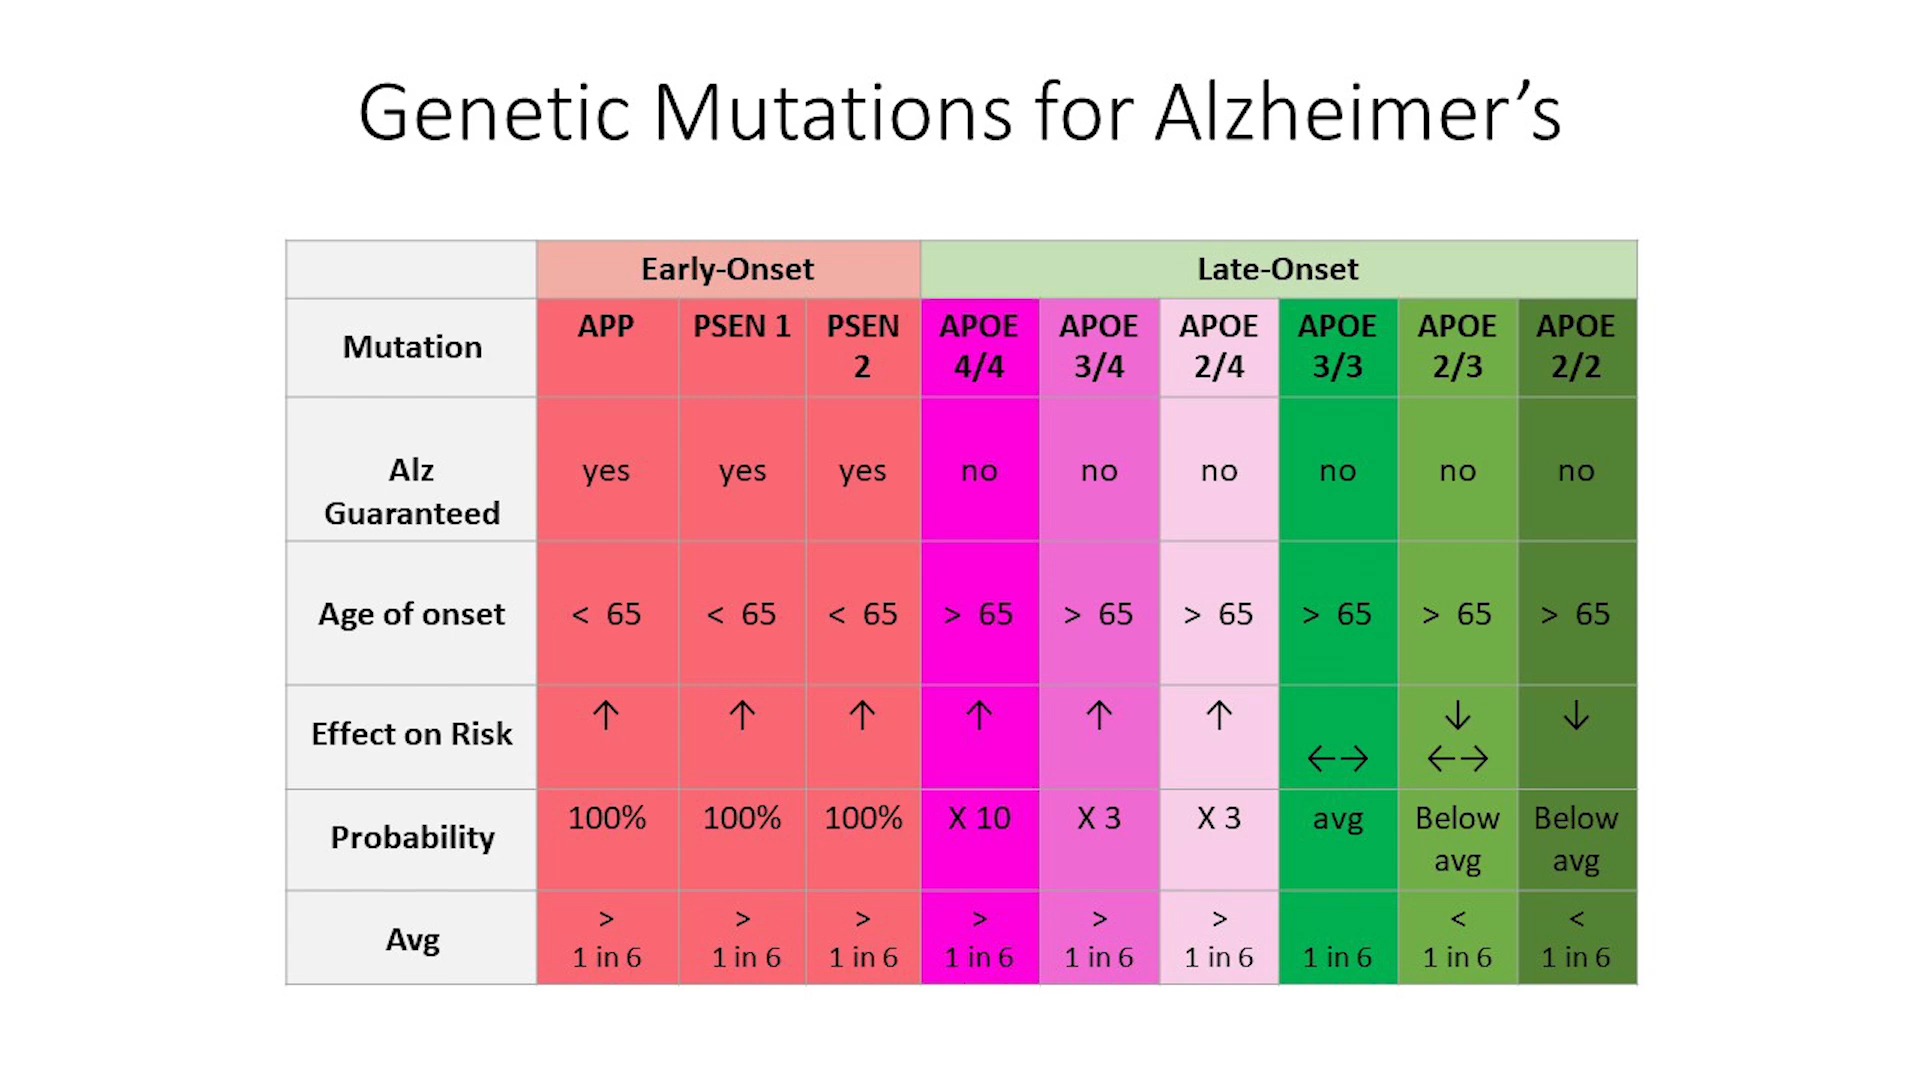 Genetic Mutations for Alzheimer’s
Early-Onset Late-Onset
Mutation APP PSEN 1 PSEN 2 APOE 4/4 APOE 3/4 APOE 2/4 APOE 3/3 APOE 2/3 APOE 2/2
Alz Guaranteed yes yes yes no no no no no no
Age of onset < 65 < 65 < 65 > 65 > 65 > 65 > 65 > 65 > 65
Effect on Risk ↑ ↑ ↑ ↑ ↑ ↑ ←→ ↓ ←→ ↓
Probability 100% 100% 100% X 10 X 3 X 3 avg Below avg Below avg
Avg > 1 in 6 > 1 in 6 > 1 in 6 > 1 in 6 > 1 in 6 > 1 in 6 1 in 6 < 1 in 6 < 1 in 6